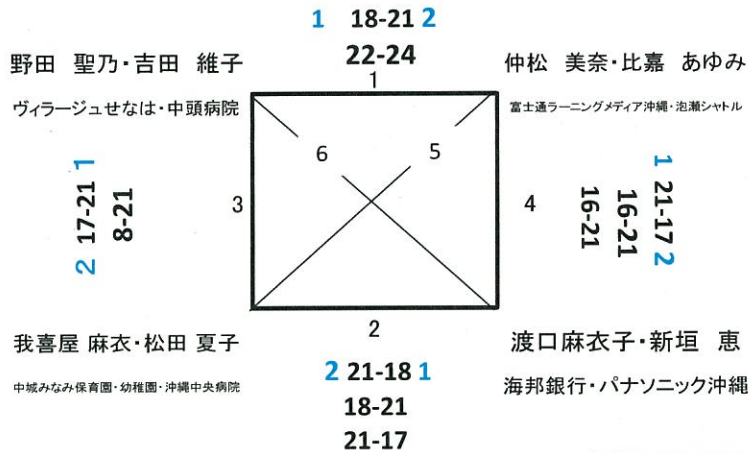 1 18-21 2
22-24
1
野田 聖乃・吉田 維子
ヴィラージュせなは・中頭病院
仲松 美奈・比嘉 あゆみ
富士通ラーニングメディア沖縄・泡瀬シャトル
6
5
2 17-21 1
8-21
3
4
1 21-17 2
16-21
16-21
2
我喜屋 麻衣・松田 夏子
中城みなみ保育園・幼稚園・沖縄中央病院
渡口麻衣子・新垣 恵
海邦銀行・パナソニック沖縄
2 21-18 1
18-21
21-17